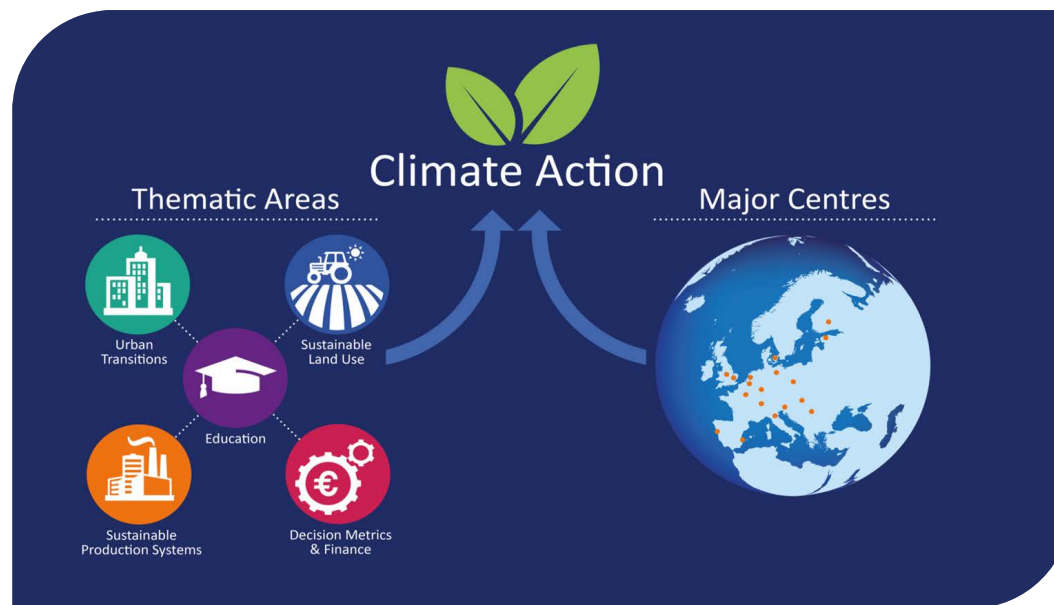 Climate Action
Thematic Areas
Major Centres
Urban
Transitions
Sustainable
Land Use
Education
€
Sustainable
Production Systems
Decision Metrics
& Finance